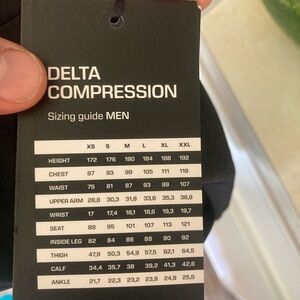 DELTA
COMPRESSION
Sizing guide MEN
XS S M L XL XXL
HEIGHT 172 176 180 184 188 192
CHEST 87 93 99 105 111 119
WAIST 75 81 87 93 99 107
UPPER ARM 28,8 30,3 31,8 33,8 35,3 36,8
WRIST 17 17,4 18,1 18,6 19,3 19,7
SEAT 89 95 101 107 113 121
INSIDE LEG 82 84 86 88 90 92
THIGH 47,9 50,3 54,9 57,5 62,1 64,5
CALF 34,4 35,7 38 39,2 41,3 42,6
ANKLE 21,7 22,3 23,2 23,9 24,9 25,5